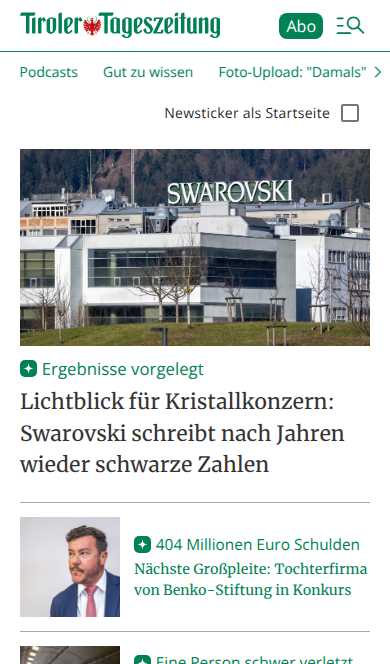 Tiroler Tageszeitung
Abo
Podcasts Gut zu wissen Foto-Upload: "Damals"
Newsticker als Startseite
SWAROVSKI
Ergebnisse vorgelegt
Lichtblick für Kristallkonzern:
Swarovski schreibt nach Jahren
wieder schwarze Zahlen
404 Millionen Euro Schulden
Nächste Großpleite: Tochterfirma
von Benko-Stiftung in Konkurs
Eine Person schwer verletzt